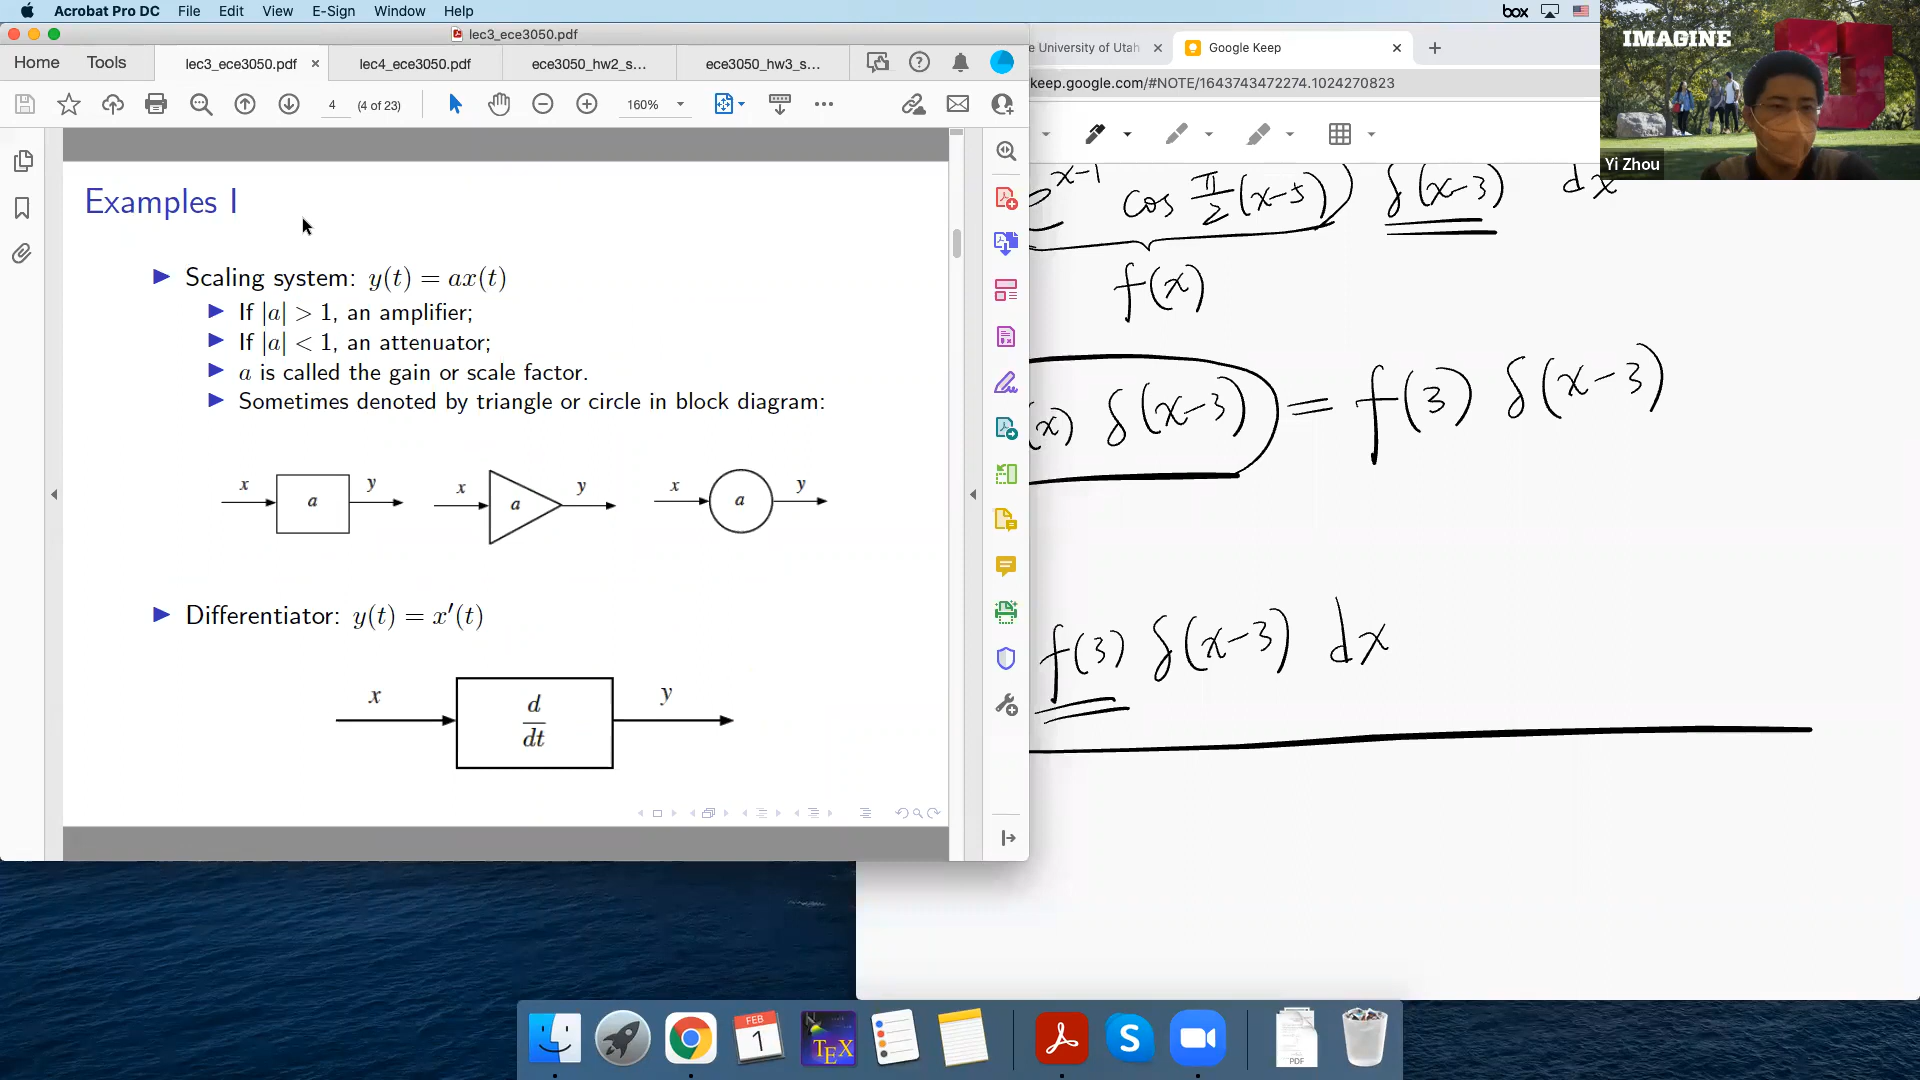 Acrobat Pro DC File Edit View E-Sign Window Help
box
lec3_ece3050.pdf
Home Tools lec3_ece3050.pdf lec4_ece3050.pdf ece3050_hw2_s... ece3050_hw3_s...
4 (4 of 23) 160%
e University of Utah Google Keep
keep.google.com/#NOTE/1643743472274.1024270823
IMAGINE U
Yi Zhou
Examples I
Scaling system: y(t) = ax(t)
If |a| > 1, an amplifier;
If |a| < 1, an attenuator;
a is called the gain or scale factor.
Sometimes denoted by triangle or circle in block diagram:
x a y x a y x a y
Differentiator: y(t) = x′(t)
x d/dt y
x-1 cos π/2 (x-5)) δ(x-3) dx
f(x)
(x) δ(x-3) = f(3) δ(x-3)
f(3) δ(x-3) dx
FEB
1
TEX
S
PDF